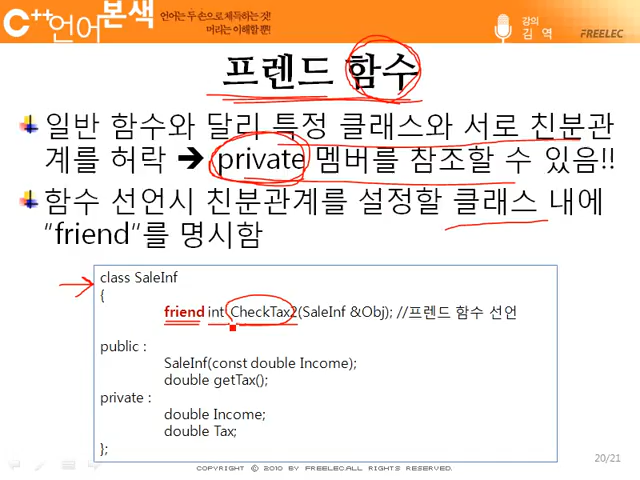 C++언어본색
언어는 두 손으로 체득하는 것!
머리는 이해할 뿐!
강의
김 역
FREELEC
프렌드 함수
일반 함수와 달리 특정 클래스와 서로 친분관
계를 허락 ➔ private 멤버를 참조할 수 있음!!
함수 선언시 친분관계를 설정할 클래스 내에
"friend"를 명시함
class SaleInf
{
friend int CheckTax2(SaleInf &Obj); //프렌드 함수 선언
public :
SaleInf(const double Income);
double getTax();
private :
double Income;
double Tax;
};
20/21
COPYRIGHT © 2010 BY FREELEC.ALL RIGHTS RESERVED.